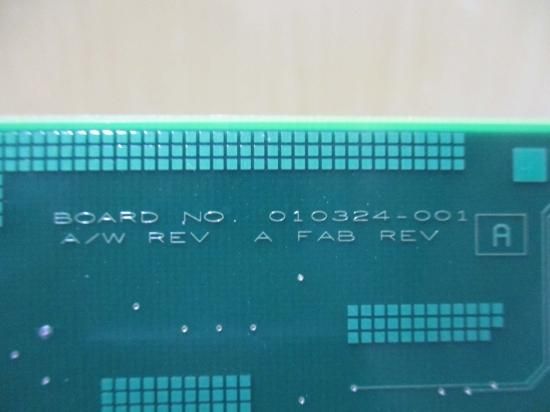 BOARD NO. 010324-001
A/W REV A FAB REV A